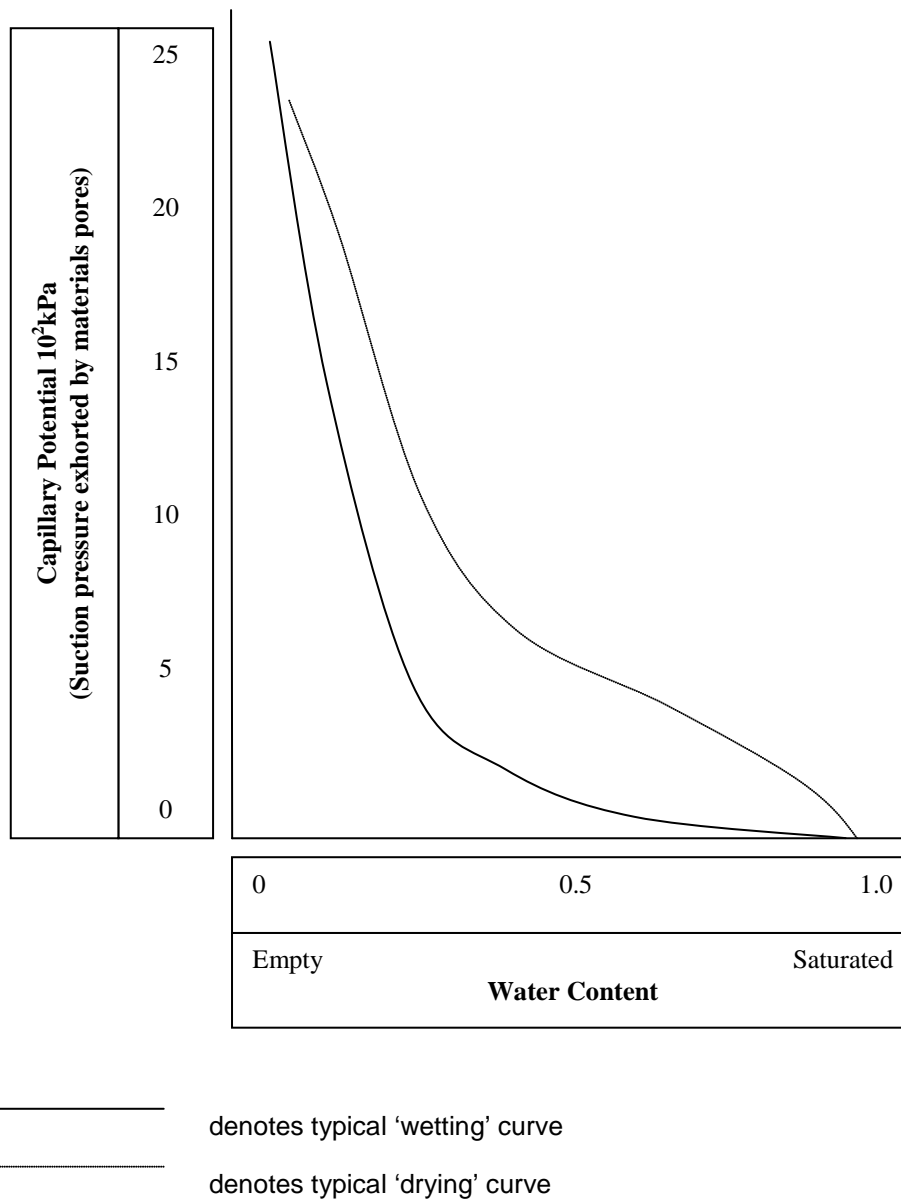 Capillary Potential 10²kPa
(Suction pressure exhorted by materials pores)
25
20
15
10
5
0
0 0.5 1.0
Empty Saturated
Water Content
denotes typical ‘wetting’ curve
denotes typical ‘drying’ curve